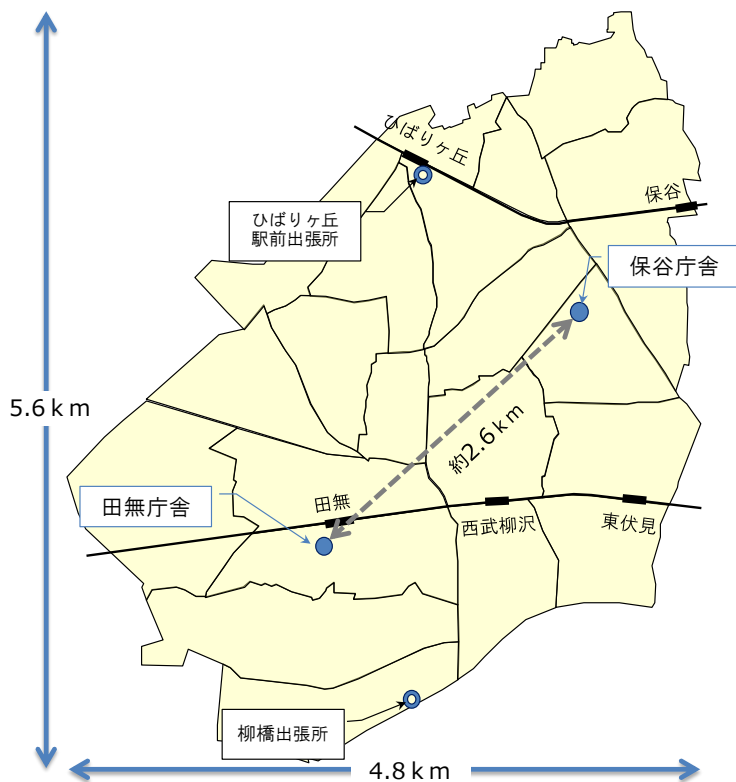 ひばりヶ丘
保谷
ひばりヶ丘
駅前出張所
保谷庁舎
5.6ｋｍ
約2.6ｋｍ
田無庁舎
田無
西武柳沢
東伏見
柳橋出張所
4.8ｋｍ